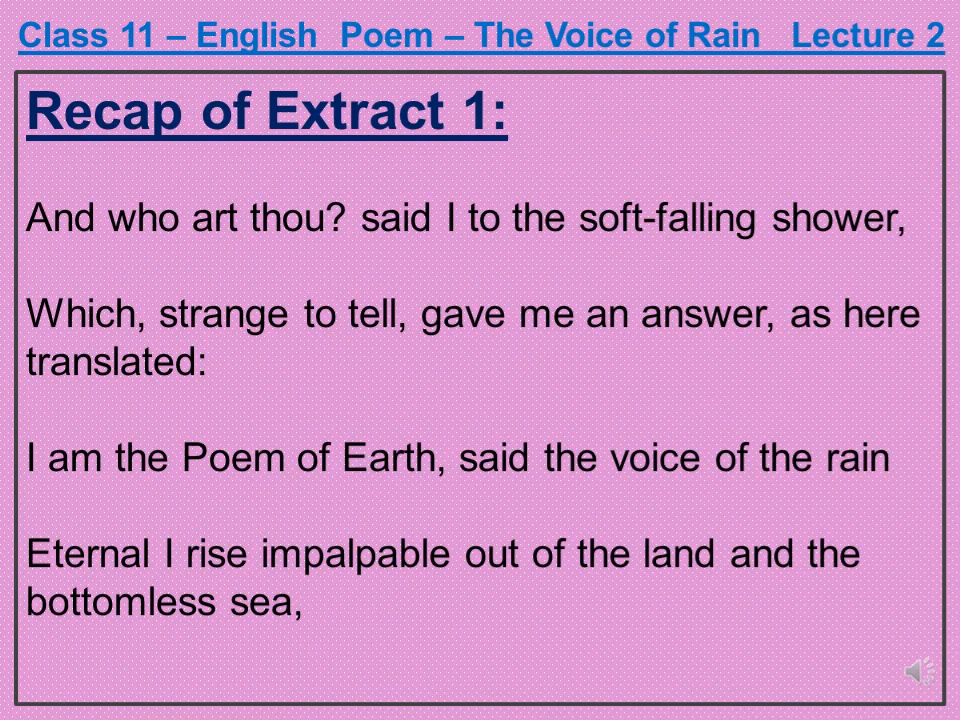 Class 11 – English Poem – The Voice of Rain Lecture 2
Recap of Extract 1:
And who art thou? said I to the soft-falling shower,
Which, strange to tell, gave me an answer, as here
translated:
I am the Poem of Earth, said the voice of the rain
Eternal I rise impalpable out of the land and the
bottomless sea,